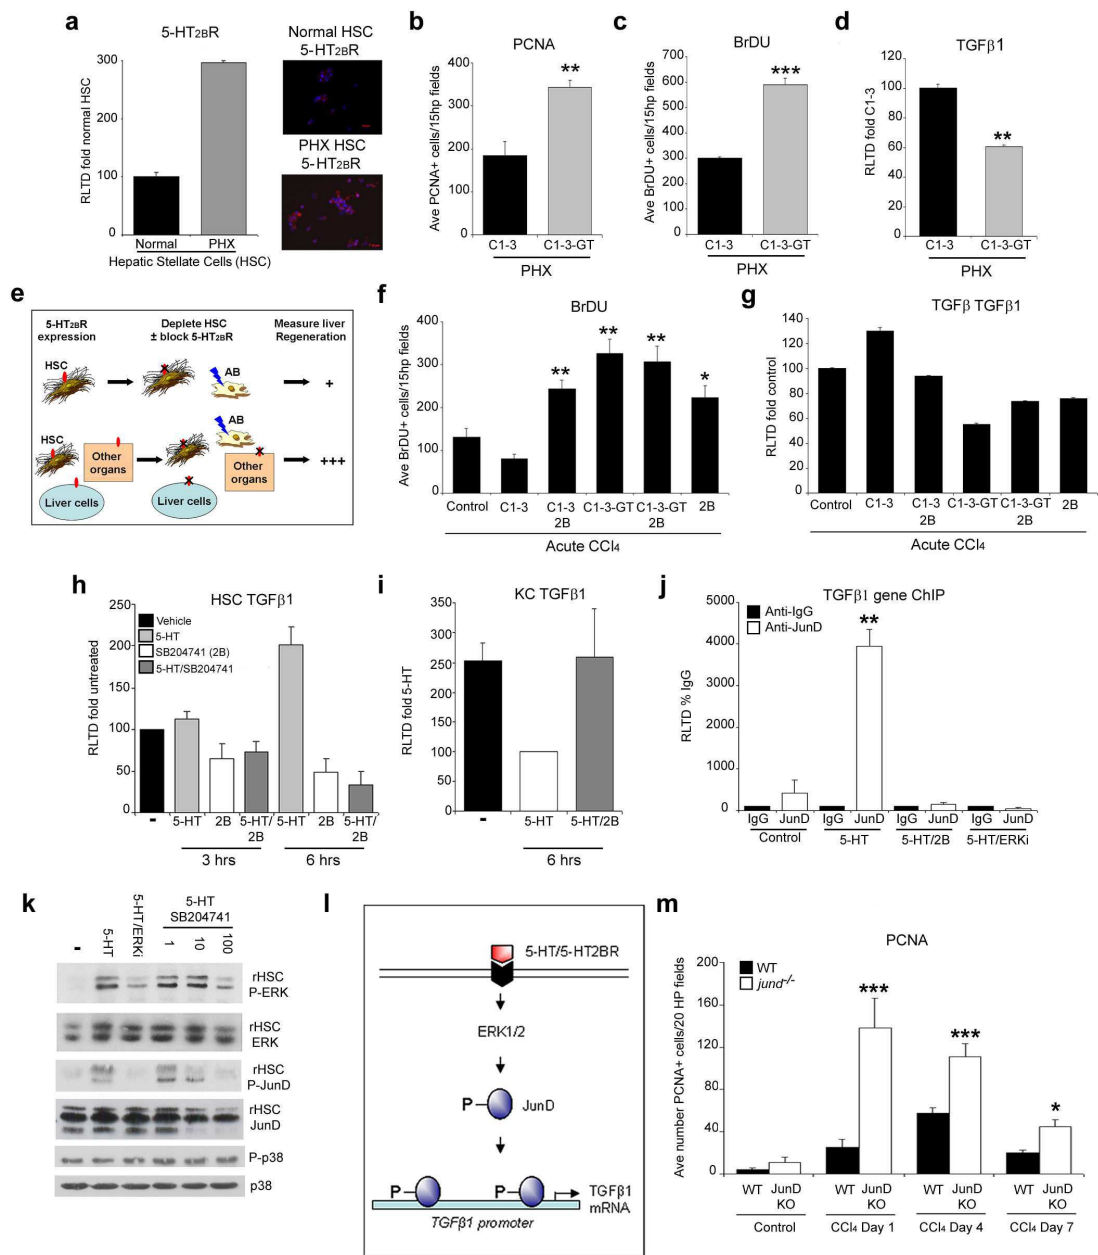 a
5-HT2BR
RLTD fold normal HSC
300
200
100
0
Normal
PHX
Hepatic Stellate Cells (HSC)
Normal HSC
5-HT2BR
PHX HSC
5-HT2BR
b
PCNA
Ave PCNA+ cells/15hp fields
400
300
200
100
0
**
C1-3
C1-3-GT
PHX
c
BrDU
Ave BrDU+ cells/15hp fields
700
600
500
400
300
200
100
0
***
C1-3
C1-3-GT
PHX
d
TGFβ1
RLTD fold C1-3
120
100
80
60
40
20
0
**
C1-3
C1-3-GT
PHX
e
5-HT2BR
expression
Deplete HSC
± block 5-HT2BR
Measure liver
Regeneration
HSC
AB
+
HSC
Other
organs
Liver cells
AB
Liver cells
Other
organs
+++
f
BrDU
Ave BrDU+ cells/15hp fields
400
300
200
100
0
**
**
**
*
Control
C1-3
C1-3
2B
C1-3-GT
C1-3-GT
2B
2B
Acute CCl4
g
TGFβ TGFβ1
RLTD fold control
140
120
100
80
60
40
20
0
Control
C1-3
C1-3
2B
C1-3-GT
C1-3-GT
2B
2B
Acute CCl4
h
HSC TGFβ1
RLTD fold untreated
250
200
150
100
50
0
Vehicle
5-HT
SB204741 (2B)
5-HT/SB204741
-
5-HT
2B
5-HT/
2B
5-HT
2B
5-HT/
2B
3 hrs
6 hrs
i
KC TGFβ1
RLTD fold 5-HT
400
350
300
250
200
150
100
50
0
-
5-HT
5-HT/2B
6 hrs
j
TGFβ1 gene ChIP
Anti-IgG
Anti-JunD
RLTD % IgG
5000
4000
3000
2000
1000
0
**
IgG
JunD
IgG
JunD
IgG
JunD
IgG
JunD
Control
5-HT
5-HT/2B
5-HT/ERKi
k
-
5-HT
5-HT/ERKi
5-HT
SB204741
1
10
100
rHSC
P-ERK
rHSC
ERK
rHSC
P-JunD
rHSC
JunD
P-p38
p38
l
5-HT/5-HT2BR
ERK1/2
P
JunD
P
P
TGFβ1
mRNA
TGFβ1 promoter
m
PCNA
Ave number PCNA+ cells/20 HP fields
200
160
120
80
40
0
WT
jund-/-
***
***
*
WT
JunD
KO
WT
JunD
KO
WT
JunD
KO
WT
JunD
KO
Control
CCl4 Day 1
CCl4 Day 4
CCl4 Day 7